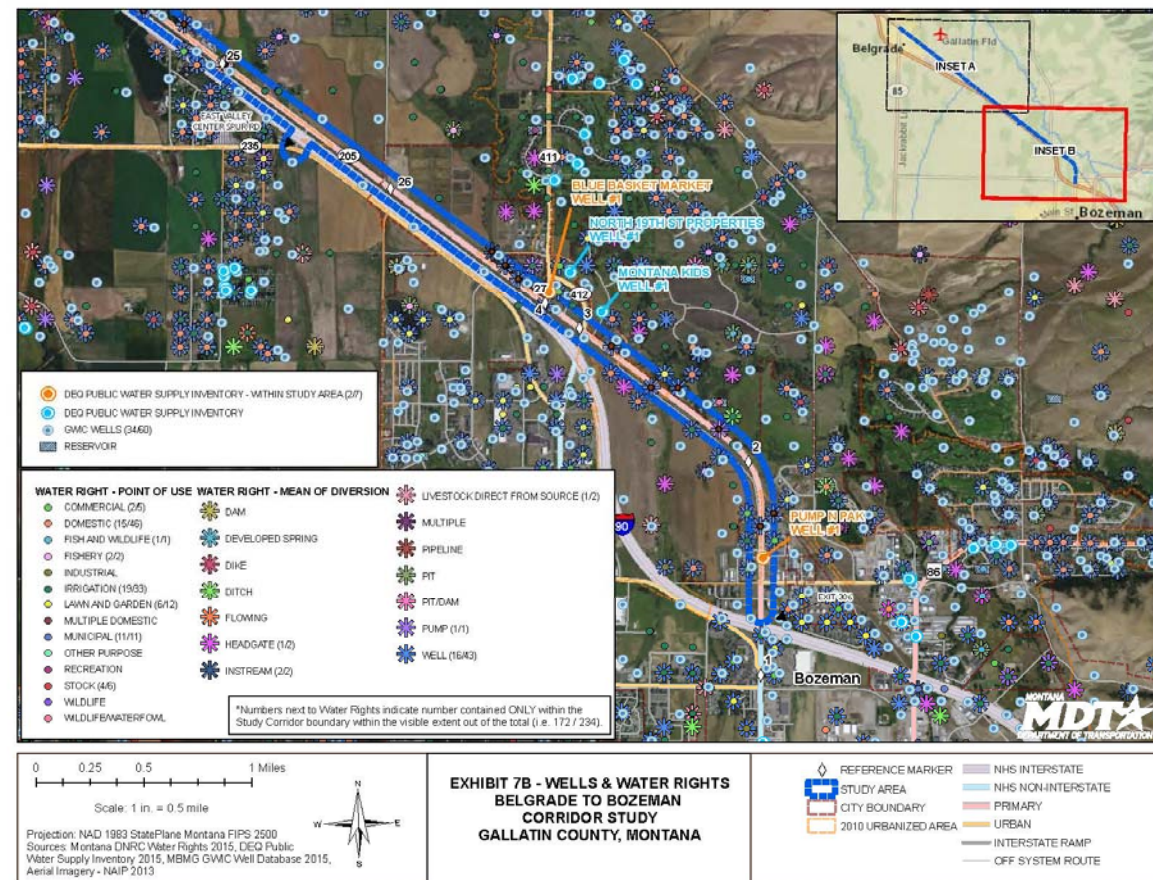 Belgrade
Gallatin Fld
INSET A
85
Jackrabbit L
INSET B
Main St
Bozeman
25
EAST VALLEY
CENTER SPUR RD
235
205
26
411
BLUE BASKET MARKET
WELL #1
NORTH 19TH ST PROPERTIES
WELL #1
MONTANA KIDS
WELL #1
27
412
4
3
2
PUMP N PAK
WELL #1
90
86
EXIT 306
1
Bozeman
DEQ PUBLIC WATER SUPPLY INVENTORY - WITHIN STUDY AREA (2/7)
DEQ PUBLIC WATER SUPPLY INVENTORY
GWIC WELLS (34/60)
RESERVOIR
WATER RIGHT - POINT OF USE
COMMERCIAL (2/5)
DOMESTIC (15/46)
FISH AND WILDLIFE (1/1)
FISHERY (2/2)
INDUSTRIAL
IRRIGATION (19/33)
LAWN AND GARDEN (6/12)
MULTIPLE DOMESTIC
MUNICIPAL (11/11)
OTHER PURPOSE
RECREATION
STOCK (4/6)
WILDLIFE
WILDLIFE/WATERFOWL
WATER RIGHT - MEAN OF DIVERSION
DAM
DEVELOPED SPRING
DIKE
DITCH
FLOWING
HEADGATE (1/2)
INSTREAM (2/2)
LIVESTOCK DIRECT FROM SOURCE (1/2)
MULTIPLE
PIPELINE
PIT
PIT/DAM
PUMP (1/1)
WELL (16/43)
*Numbers next to Water Rights indicate number contained ONLY within the
Study Corridor boundary within the visible extent out of the total (i.e. 172 / 234).
MONTANA
MDT
DEPARTMENT OF TRANSPORTATION
0 0.25 0.5 1 Miles
Scale: 1 in. = 0.5 mile
Projection: NAD 1983 StatePlane Montana FIPS 2500
Sources: Montana DNRC Water Rights 2015, DEQ Public
Water Supply Inventory 2015, MBMG GWIC Well Database 2015,
Aerial Imagery - NAIP 2013
N
W E
S
EXHIBIT 7B - WELLS & WATER RIGHTS
BELGRADE TO BOZEMAN
CORRIDOR STUDY
GALLATIN COUNTY, MONTANA
REFERENCE MARKER
STUDY AREA
CITY BOUNDARY
2010 URBANIZED AREA
NHS INTERSTATE
NHS NON-INTERSTATE
PRIMARY
URBAN
INTERSTATE RAMP
OFF SYSTEM ROUTE